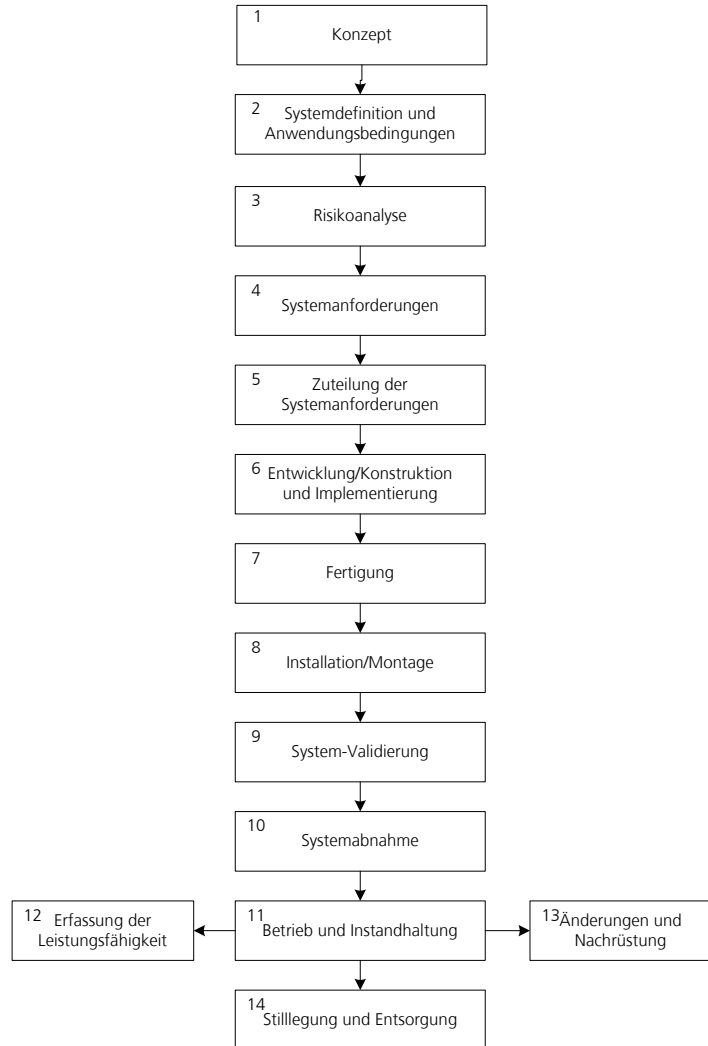 1
Konzept
2
Systemdefinition und
Anwendungsbedingungen
3
Risikoanalyse
4
Systemanforderungen
5
Zuteilung der
Systemanforderungen
6
Entwicklung/Konstruktion
und Implementierung
7
Fertigung
8
Installation/Montage
9
System-Validierung
10
Systemabnahme
12
Erfassung der
Leistungsfähigkeit
11
Betrieb und Instandhaltung
13
Änderungen und
Nachrüstung
14
Stilllegung und Entsorgung